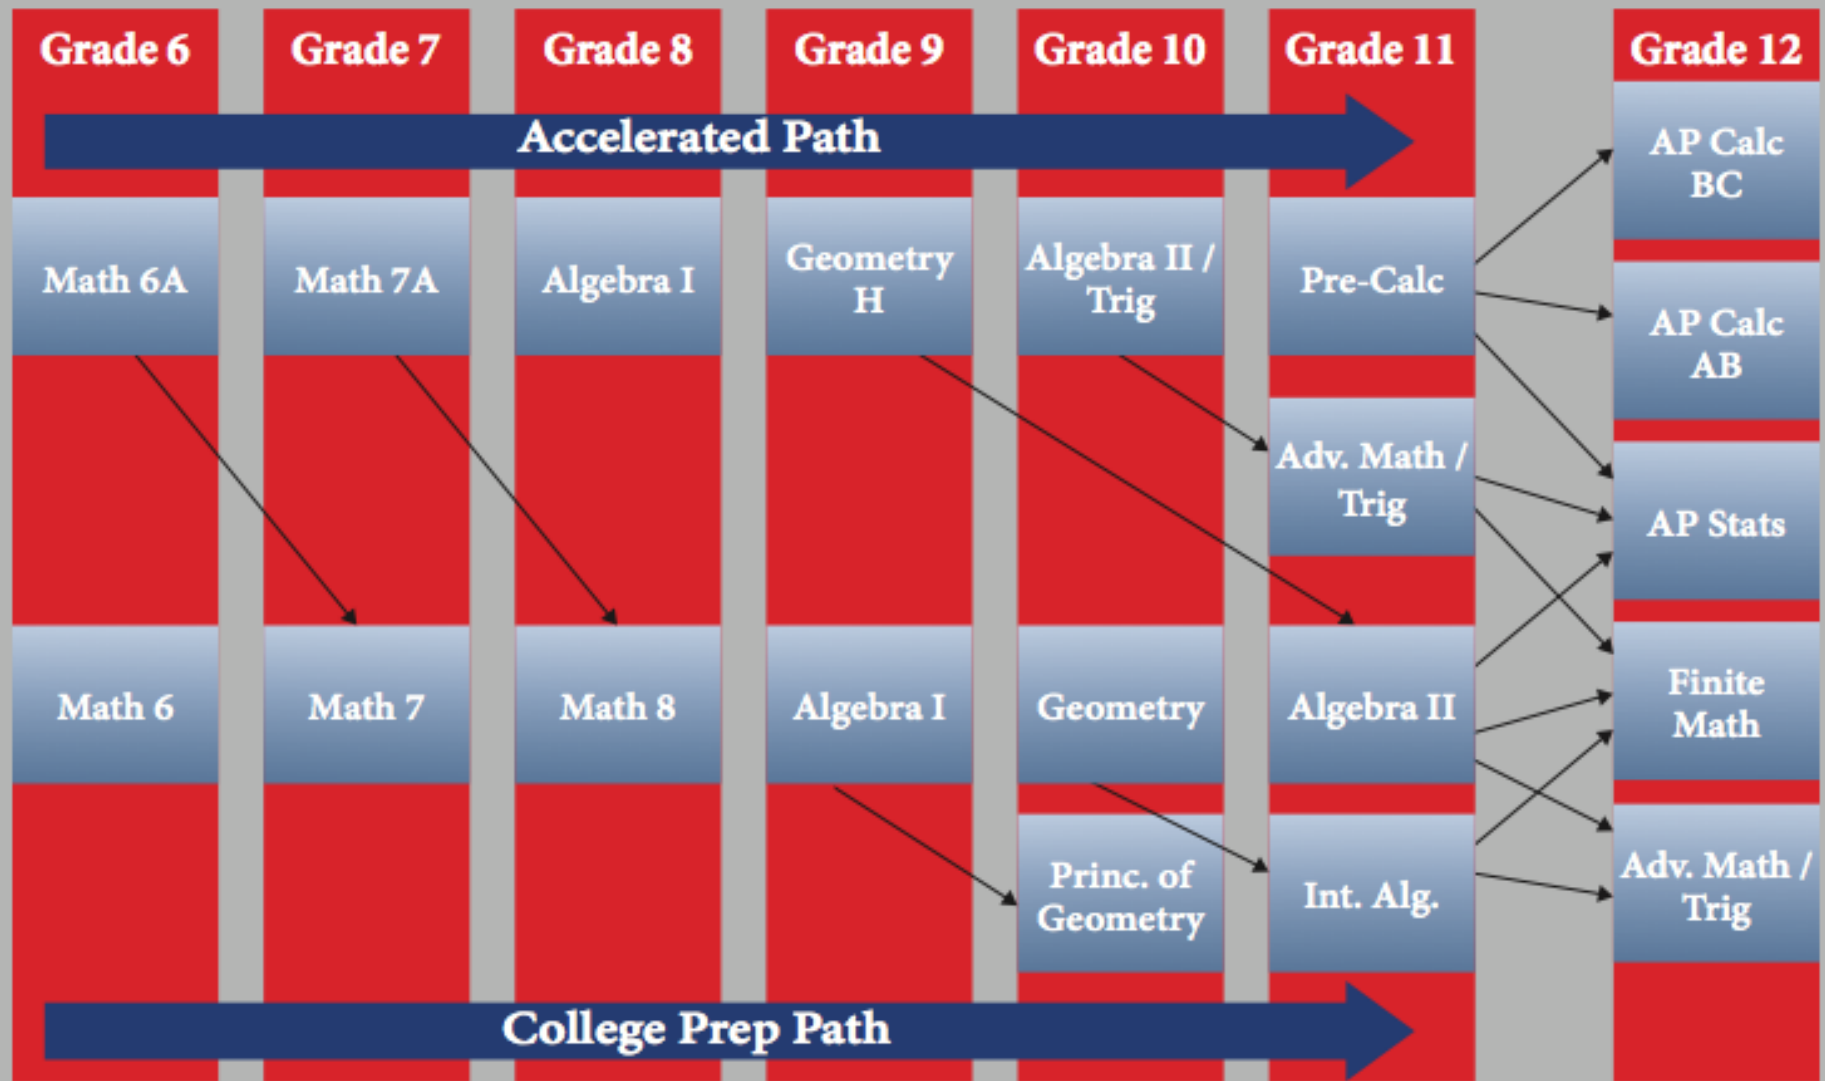 Grade 6
Grade 7
Grade 8
Grade 9
Grade 10
Grade 11
Grade 12
Accelerated Path
Math 6A
Math 7A
Algebra I
Geometry
H
Algebra II /
Trig
Pre-Calc
AP Calc
BC
AP Calc
AB
Adv. Math /
Trig
AP Stats
Math 6
Math 7
Math 8
Algebra I
Geometry
Algebra II
Finite
Math
Princ. of
Geometry
Int. Alg.
Adv. Math /
Trig
College Prep Path